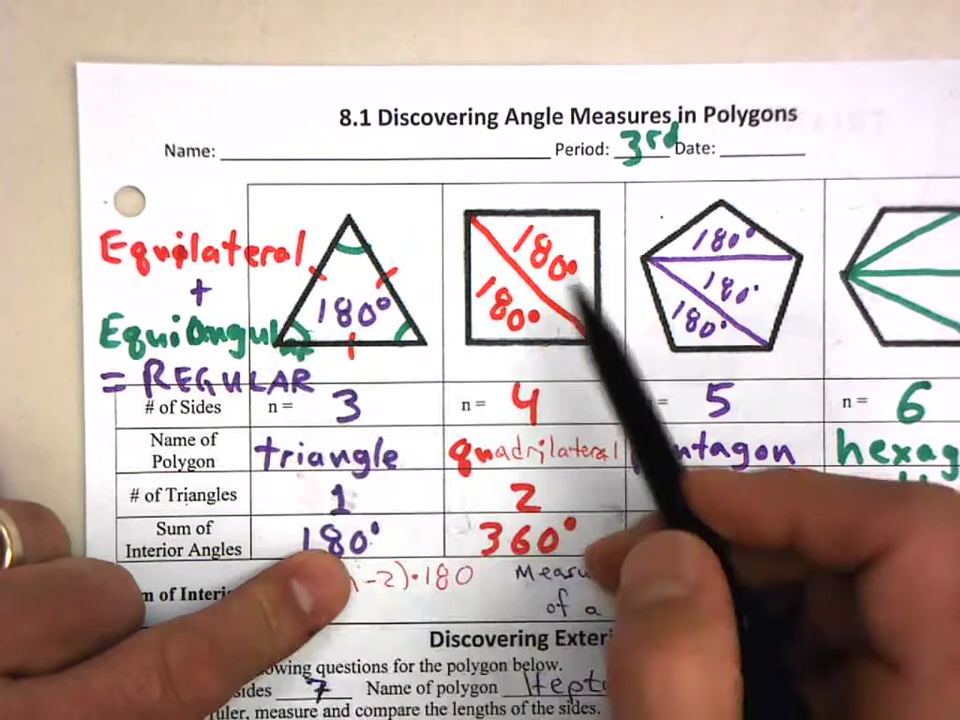 8.1 Discovering Angle Measures in Polygons
Name: Period: 3rd Date:
Equilateral
+
EquiAngular
= REGULAR
180°
180°
180°
180°
180°
180°
# of Sides n = 3 n = 4 = 5 n = 6
Name of Polygon triangle quadrilateral ntagon hexag
# of Triangles 1 2
Sum of Interior Angles 180° 360°
m of Interi -2)·180 Measu
of a
Discovering Exteri
owing questions for the polygon below.
sides 7 Name of polygon Hepta
uler, measure and compare the lengths of the sides.